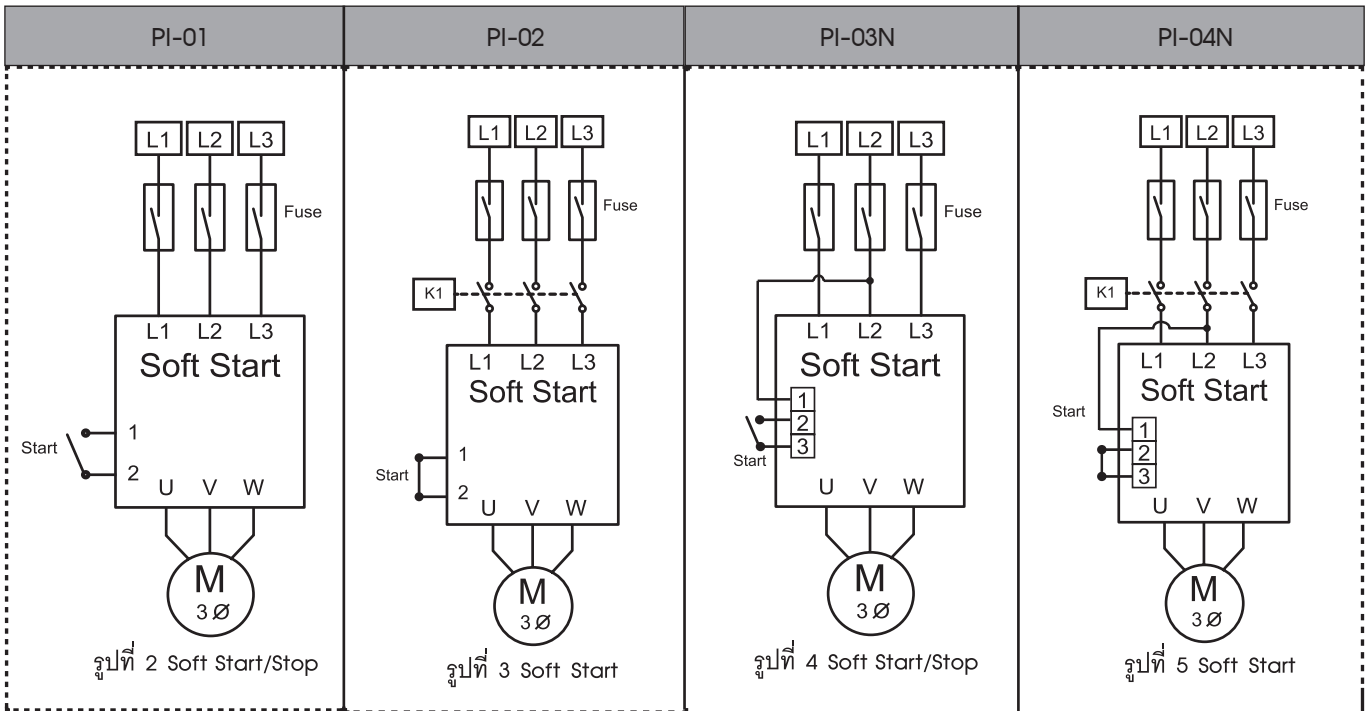 PI-01
L1 L2 L3
Fuse
L1 L2 L3
Soft Start
Start
1
2
U V W
M
3 Ø
รูปที่ 2 Soft Start/Stop
PI-02
L1 L2 L3
Fuse
K1
L1 L2 L3
Soft Start
Start
1
2
U V W
M
3 Ø
รูปที่ 3 Soft Start
PI-03N
L1 L2 L3
Fuse
L1 L2 L3
Soft Start
1
2
3
Start
U V W
M
3 Ø
รูปที่ 4 Soft Start/Stop
PI-04N
L1 L2 L3
Fuse
K1
L1 L2 L3
Soft Start
Start
1
2
3
U V W
M
3 Ø
รูปที่ 5 Soft Start